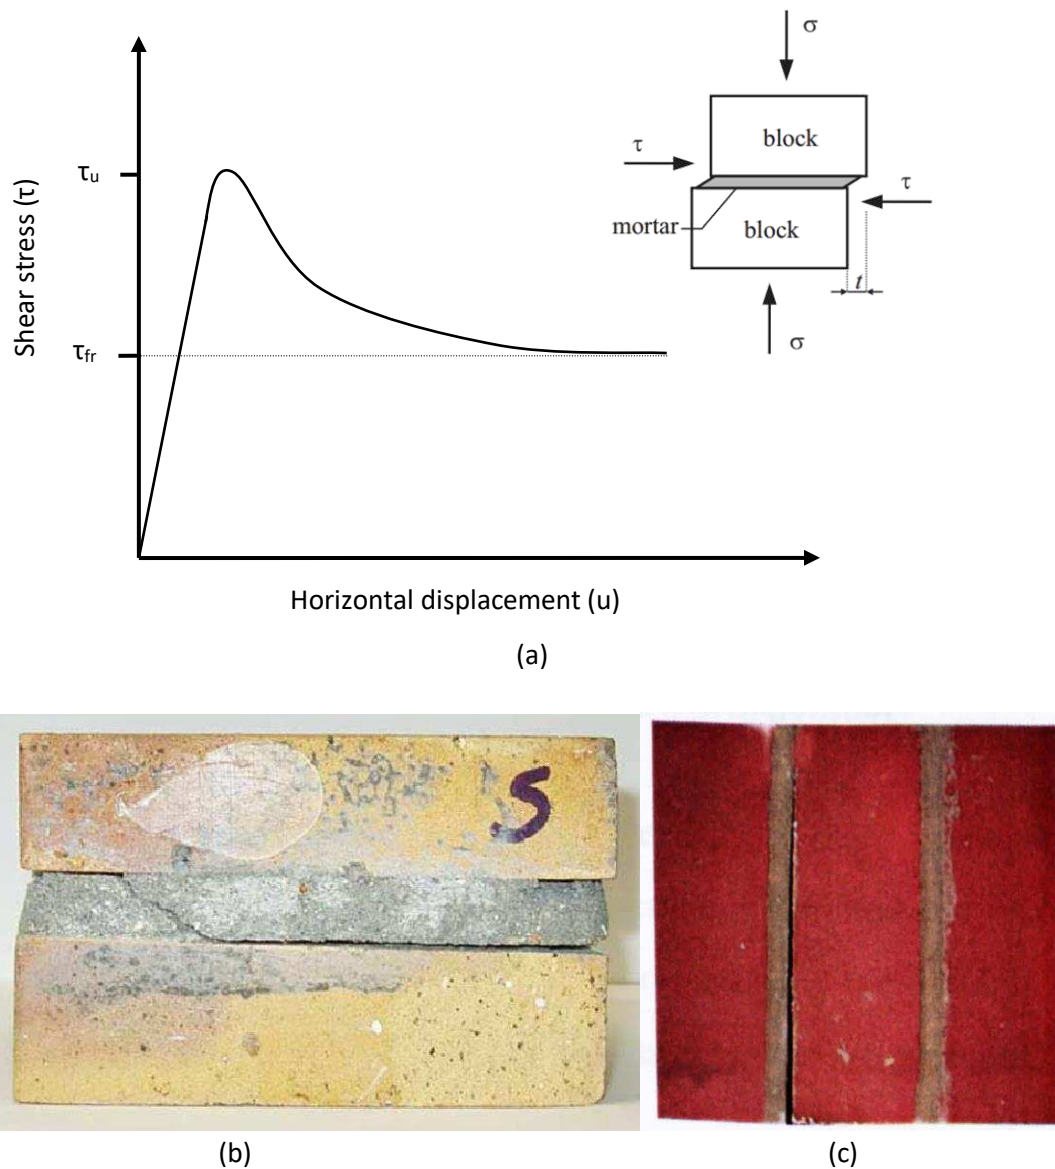 σ
block
τ
τᵤ
τ
mortar
block
t
τfr
σ
Shear stress (τ)
Horizontal displacement (u)
(a)
S
(b)
(c)